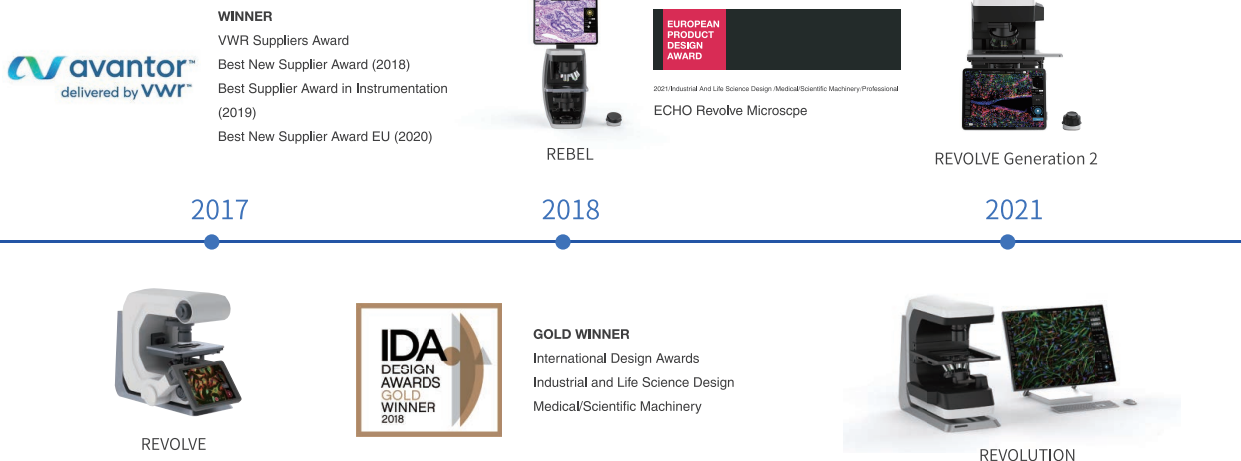 avantor™
delivered by vwr™
WINNER
VWR Suppliers Award
Best New Supplier Award (2018)
Best Supplier Award in Instrumentation
(2019)
Best New Supplier Award EU (2020)
REBEL
EUROPEAN
PRODUCT
DESIGN
AWARD
2021/Industrial And Life Science Design /Medical/Scientific Machinery:Professional
ECHO Revolve Microscpe
REVOLVE Generation 2
2017
2018
2021
REVOLVE
IDA
DESIGN
AWARDS
GOLD
WINNER
2018
GOLD WINNER
International Design Awards
Industrial and Life Science Design
Medical/Scientific Machinery
REVOLUTION